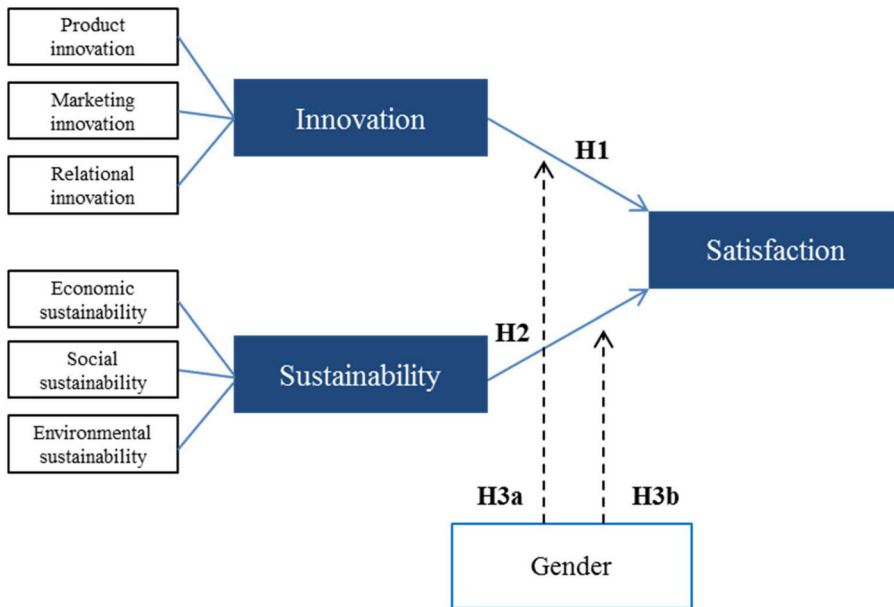 Product
innovation
Marketing
innovation
Relational
innovation
Innovation
H1
Satisfaction
Economic
sustainability
Social
sustainability
Environmental
sustainability
Sustainability
H2
H3a
H3b
Gender